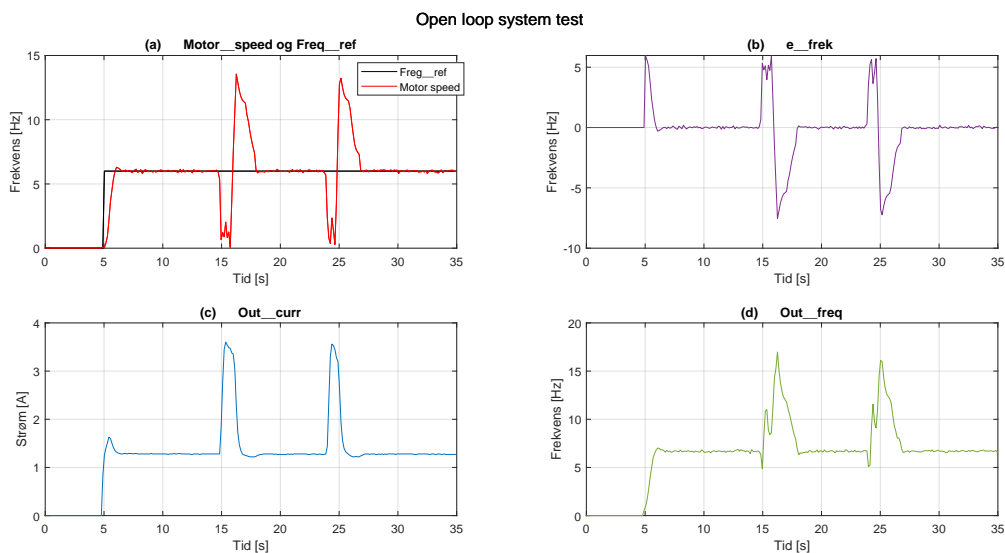 Open loop system test
(a) Motor__speed og Freq__ref
15
10
5
0
Frekvens [Hz]
Freg__ref
Motor speed
0 5 10 15 20 25 30 35
Tid [s]
(b) e__frek
5
0
-5
-10
Frekvens [Hz]
0 5 10 15 20 25 30 35
Tid [s]
(c) Out__curr
4
3
2
1
0
Strøm [A]
0 5 10 15 20 25 30 35
Tid [s]
(d) Out__freq
20
15
10
5
0
Frekvens [Hz]
0 5 10 15 20 25 30 35
Tid [s]